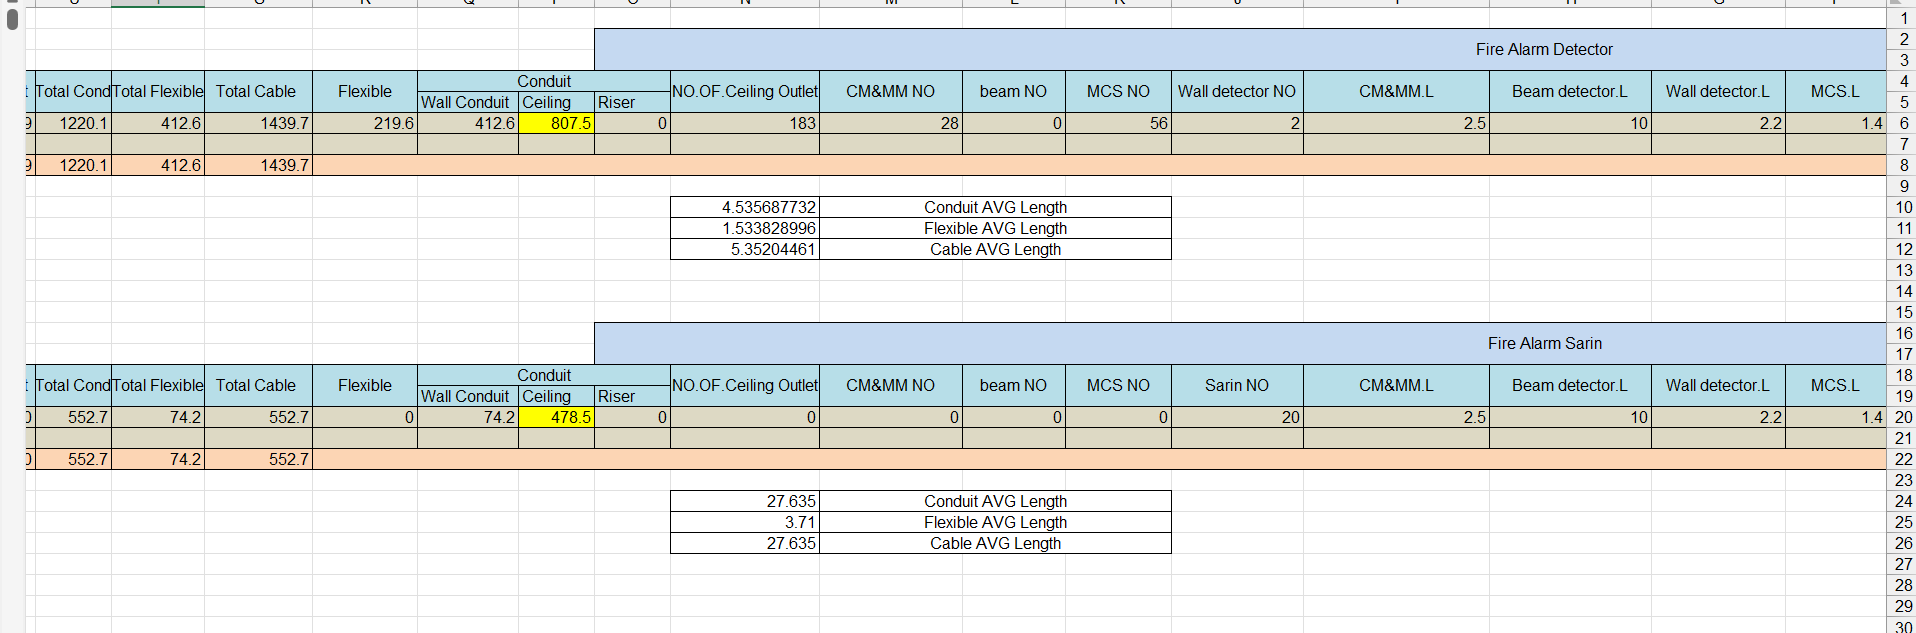 Fire Alarm Detector
Total Cond Total Flexible Total Cable Flexible Conduit NO.OF.Ceiling Outlet CM&MM NO beam NO MCS NO Wall detector NO CM&MM.L Beam detector.L Wall detector.L MCS.L
Wall Conduit Ceiling Riser
9 1220.1 412.6 1439.7 219.6 412.6 807.5 0 183 28 0 56 2 2.5 10 2.2 1.4
9 1220.1 412.6 1439.7
4.535687732 Conduit AVG Length
1.533828996 Flexible AVG Length
5.35204461 Cable AVG Length
Fire Alarm Sarin
Total Cond Total Flexible Total Cable Flexible Conduit NO.OF.Ceiling Outlet CM&MM NO beam NO MCS NO Sarin NO CM&MM.L Beam detector.L Wall detector.L MCS.L
Wall Conduit Ceiling Riser
0 552.7 74.2 552.7 0 74.2 478.5 0 0 0 0 0 20 2.5 10 2.2 1.4
0 552.7 74.2 552.7
27.635 Conduit AVG Length
3.71 Flexible AVG Length
27.635 Cable AVG Length
1
2
3
4
5
6
7
8
9
10
11
12
13
14
15
16
17
18
19
20
21
22
23
24
25
26
27
28
29
30